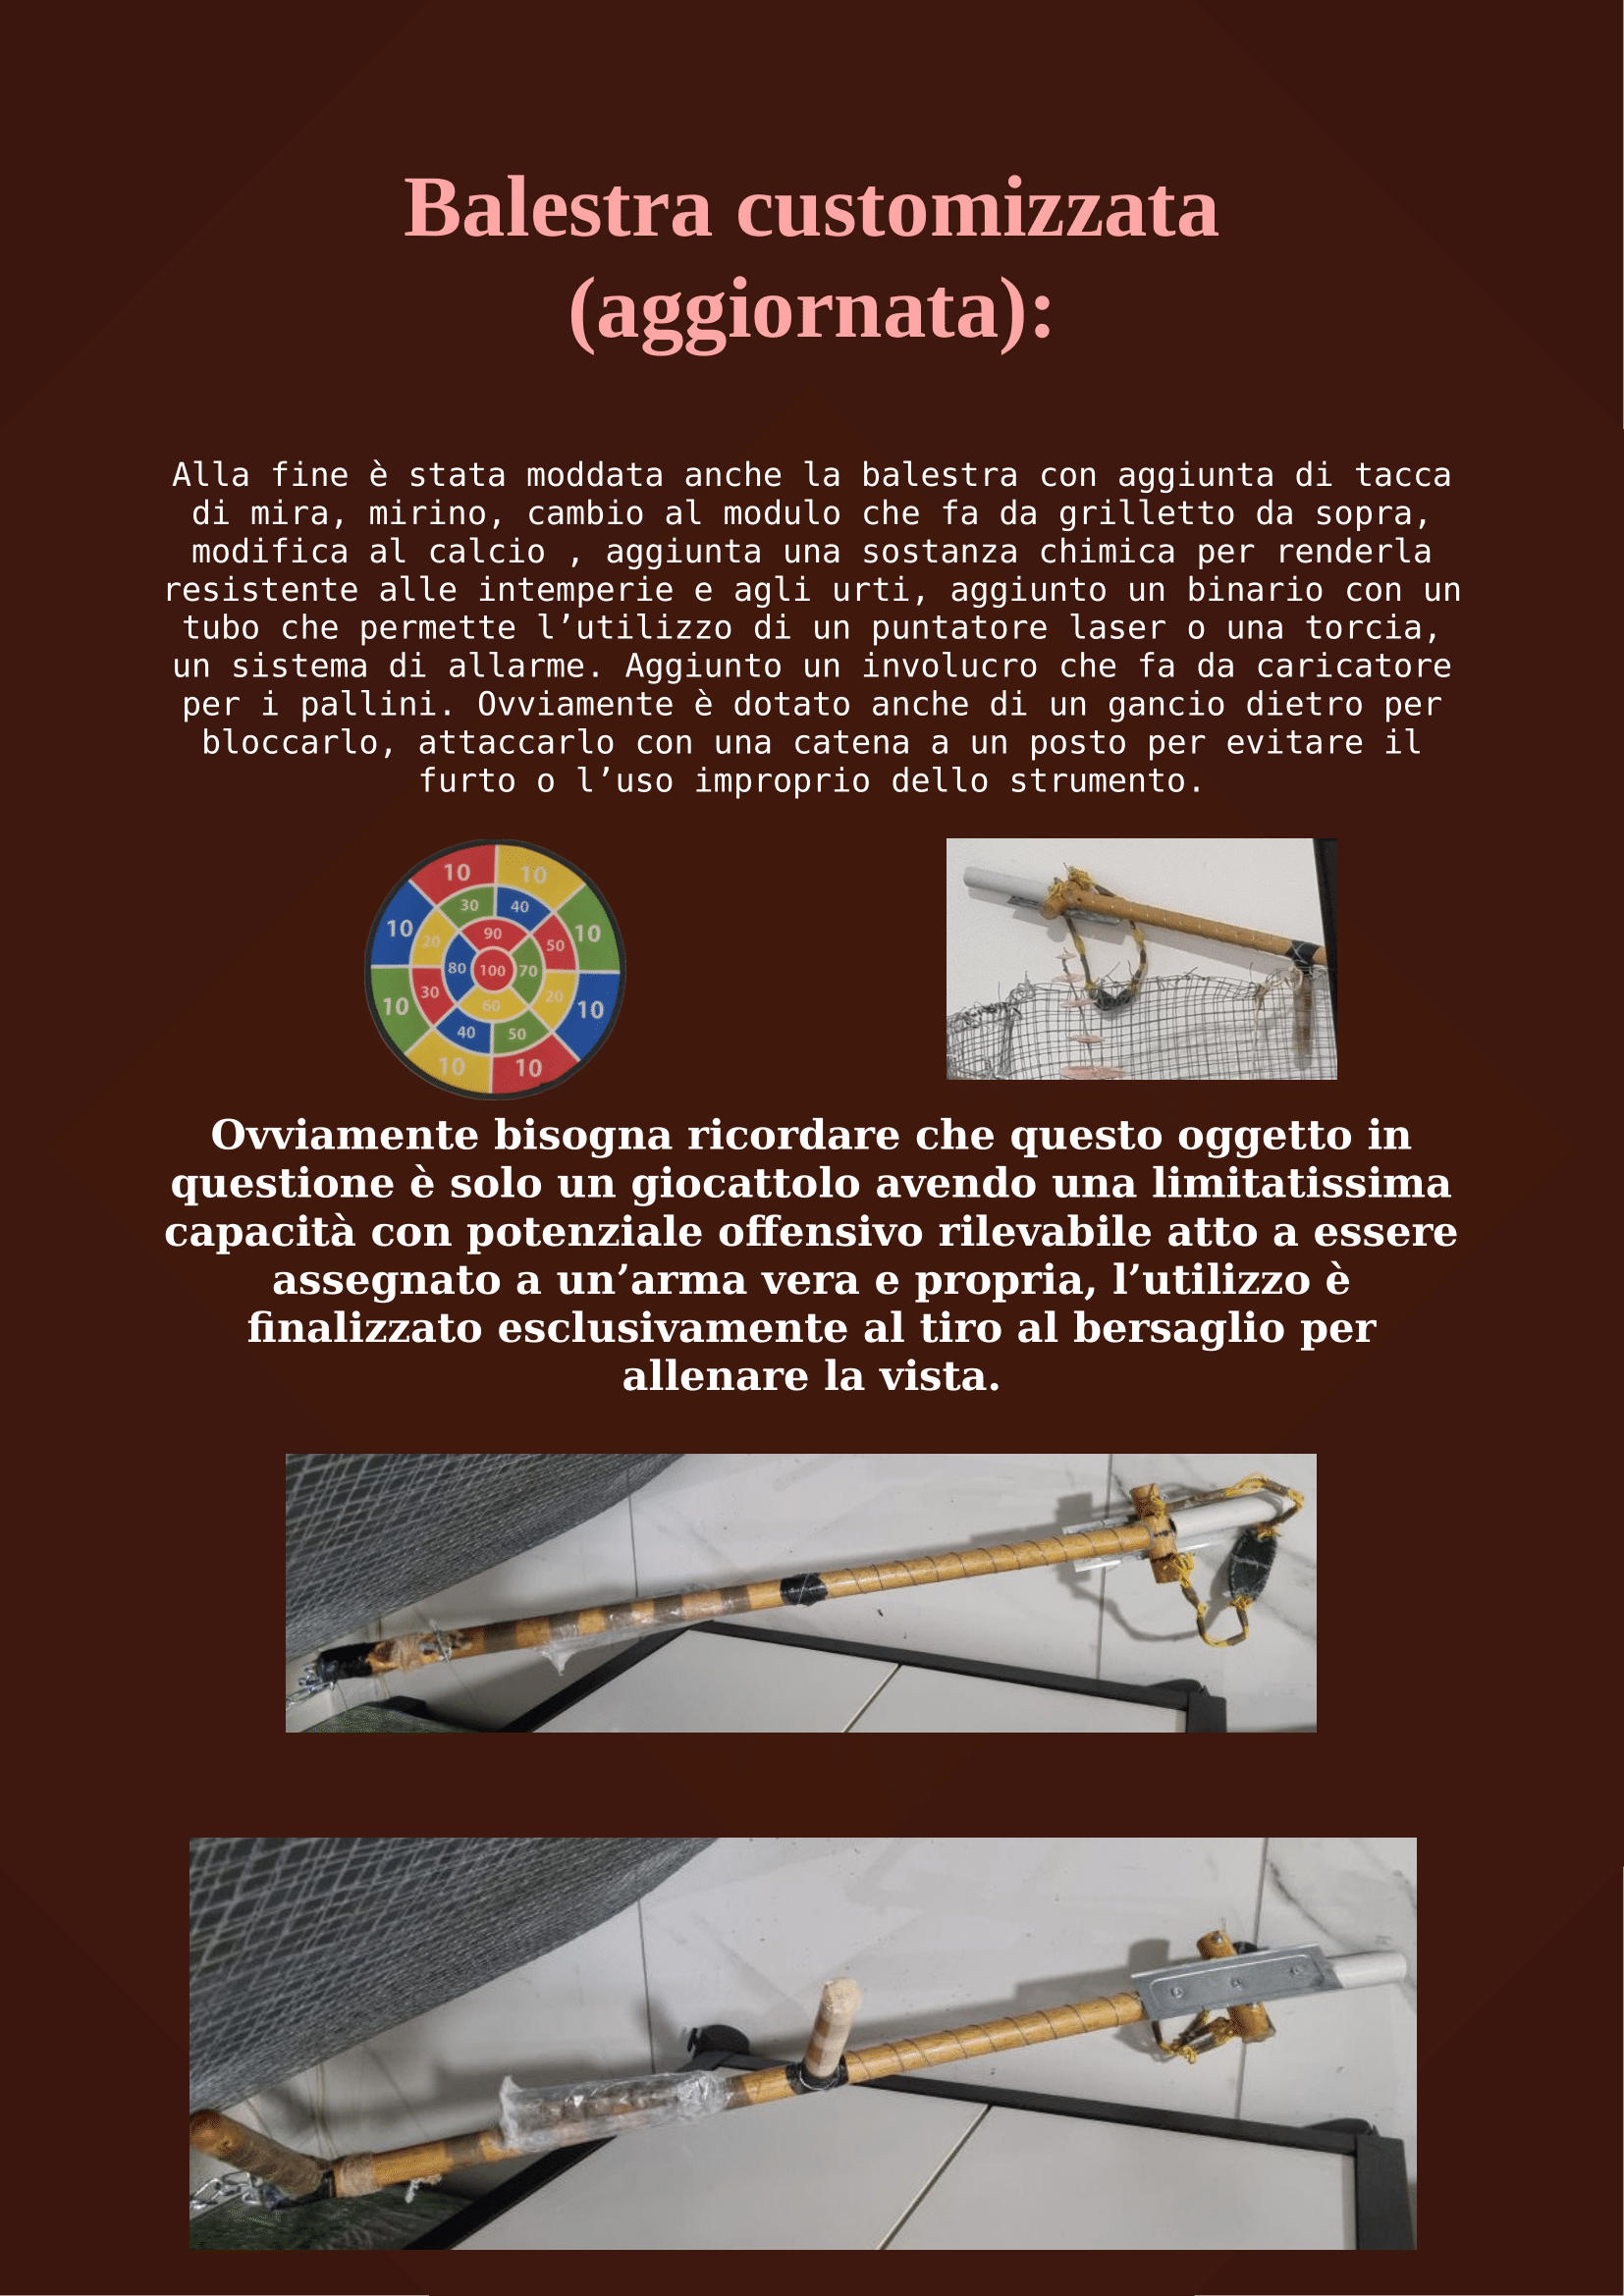 Balestra customizzata
(aggiornata):
Alla fine è stata moddata anche la balestra con aggiunta di tacca
di mira, mirino, cambio al modulo che fa da grilletto da sopra,
modifica al calcio , aggiunta una sostanza chimica per renderla
resistente alle intemperie e agli urti, aggiunto un binario con un
tubo che permette l’utilizzo di un puntatore laser o una torcia,
un sistema di allarme. Aggiunto un involucro che fa da caricatore
per i pallini. Ovviamente è dotato anche di un gancio dietro per
bloccarlo, attaccarlo con una catena a un posto per evitare il
furto o l’uso improprio dello strumento.
10 10
30 40
10 20 90 50 10
80 100 70
10 30 60 20 10
40 50
10 10
Ovviamente bisogna ricordare che questo oggetto in
questione è solo un giocattolo avendo una limitatissima
capacità con potenziale offensivo rilevabile atto a essere
assegnato a un’arma vera e propria, l’utilizzo è
finalizzato esclusivamente al tiro al bersaglio per
allenare la vista.